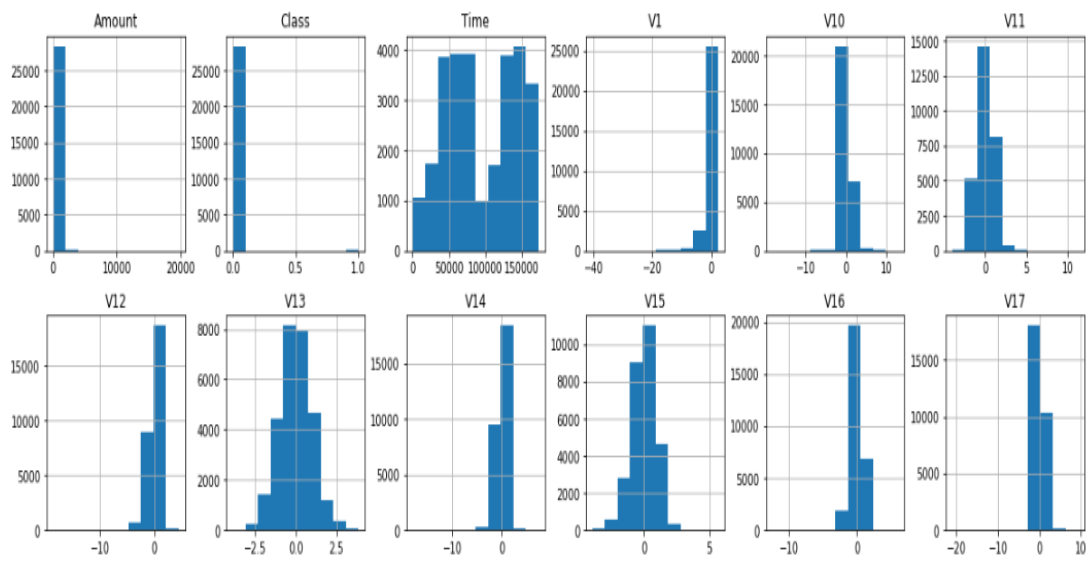 Amount Class Time V1 V10 V11
25000 20000 15000 10000 5000 0
0 10000 20000
25000 20000 15000 10000 5000 0
0.0 0.5 1.0
4000 3000 2000 1000 0
0 50000 100000 150000
25000 20000 15000 10000 5000 0
−40 −20 0
20000 15000 10000 5000 0
−10 0 10
15000 12500 10000 7500 5000 2500 0
0 5 10
V12 V13 V14 V15 V16 V17
15000 10000 5000 0
−10 0
8000 6000 4000 2000 0
−2.5 0.0 2.5
15000 10000 5000 0
−10 0
10000 8000 6000 4000 2000 0
0 5
20000 15000 10000 5000 0
−10 0
15000 10000 5000 0
−20 −10 0 10